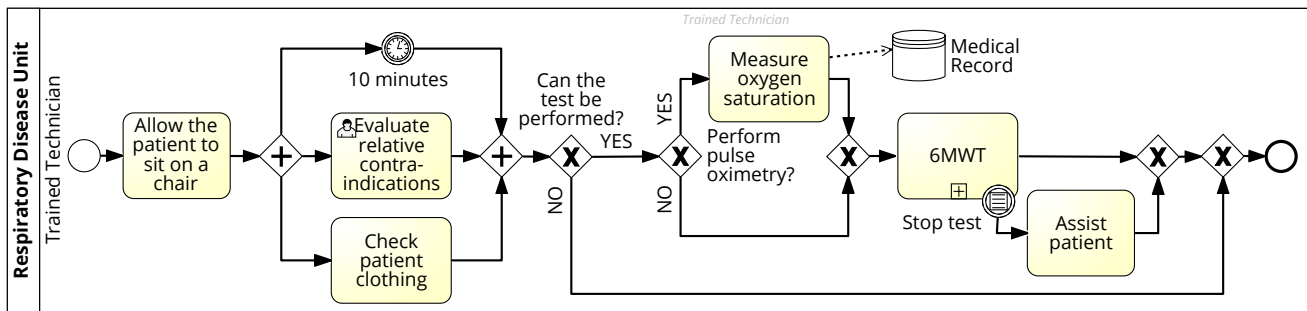 Respiratory Disease Unit
Trained Technician
Allow the
patient to
sit on a
chair
10 minutes
Evaluate
relative
contra-
indications
Check
patient
clothing
Can the
test be
performed?
YES
NO
Trained Technician
Measure
oxygen
saturation
Medical
Record
YES
Perform
pulse
oximetry?
NO
6MWT
Stop test
Assist
patient